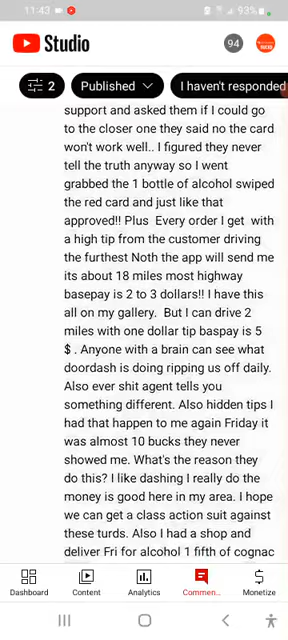 11:43
93%
Studio
94
2
Published
I haven't responded
support and asked them if I could go
to the closer one they said no the card
won't work well.. I figured they never
tell the truth anyway so I went
grabbed the 1 bottle of alcohol swiped
the red card and just like that
approved!! Plus  Every order I get  with
a high tip from the customer driving
the furthest Noth the app will send me
its about 18 miles most highway
basepay is 2 to 3 dollars!! I have this
all on my gallery.  But I can drive 2
miles with one dollar tip baspay is 5
$ . Anyone with a brain can see what
doordash is doing ripping us off daily.
Also ever shit agent tells you
something different. Also hidden tips I
had that happen to me again Friday it
was almost 10 bucks they never
showed me. What's the reason they
do this? I like dashing I really do the
money is good here in my area. I hope
we can get a class action suit against
these turds. Also I had a shop and
deliver Fri for alcohol 1 fifth of cognac
Dashboard
Content
Analytics
Commen...
Monetize